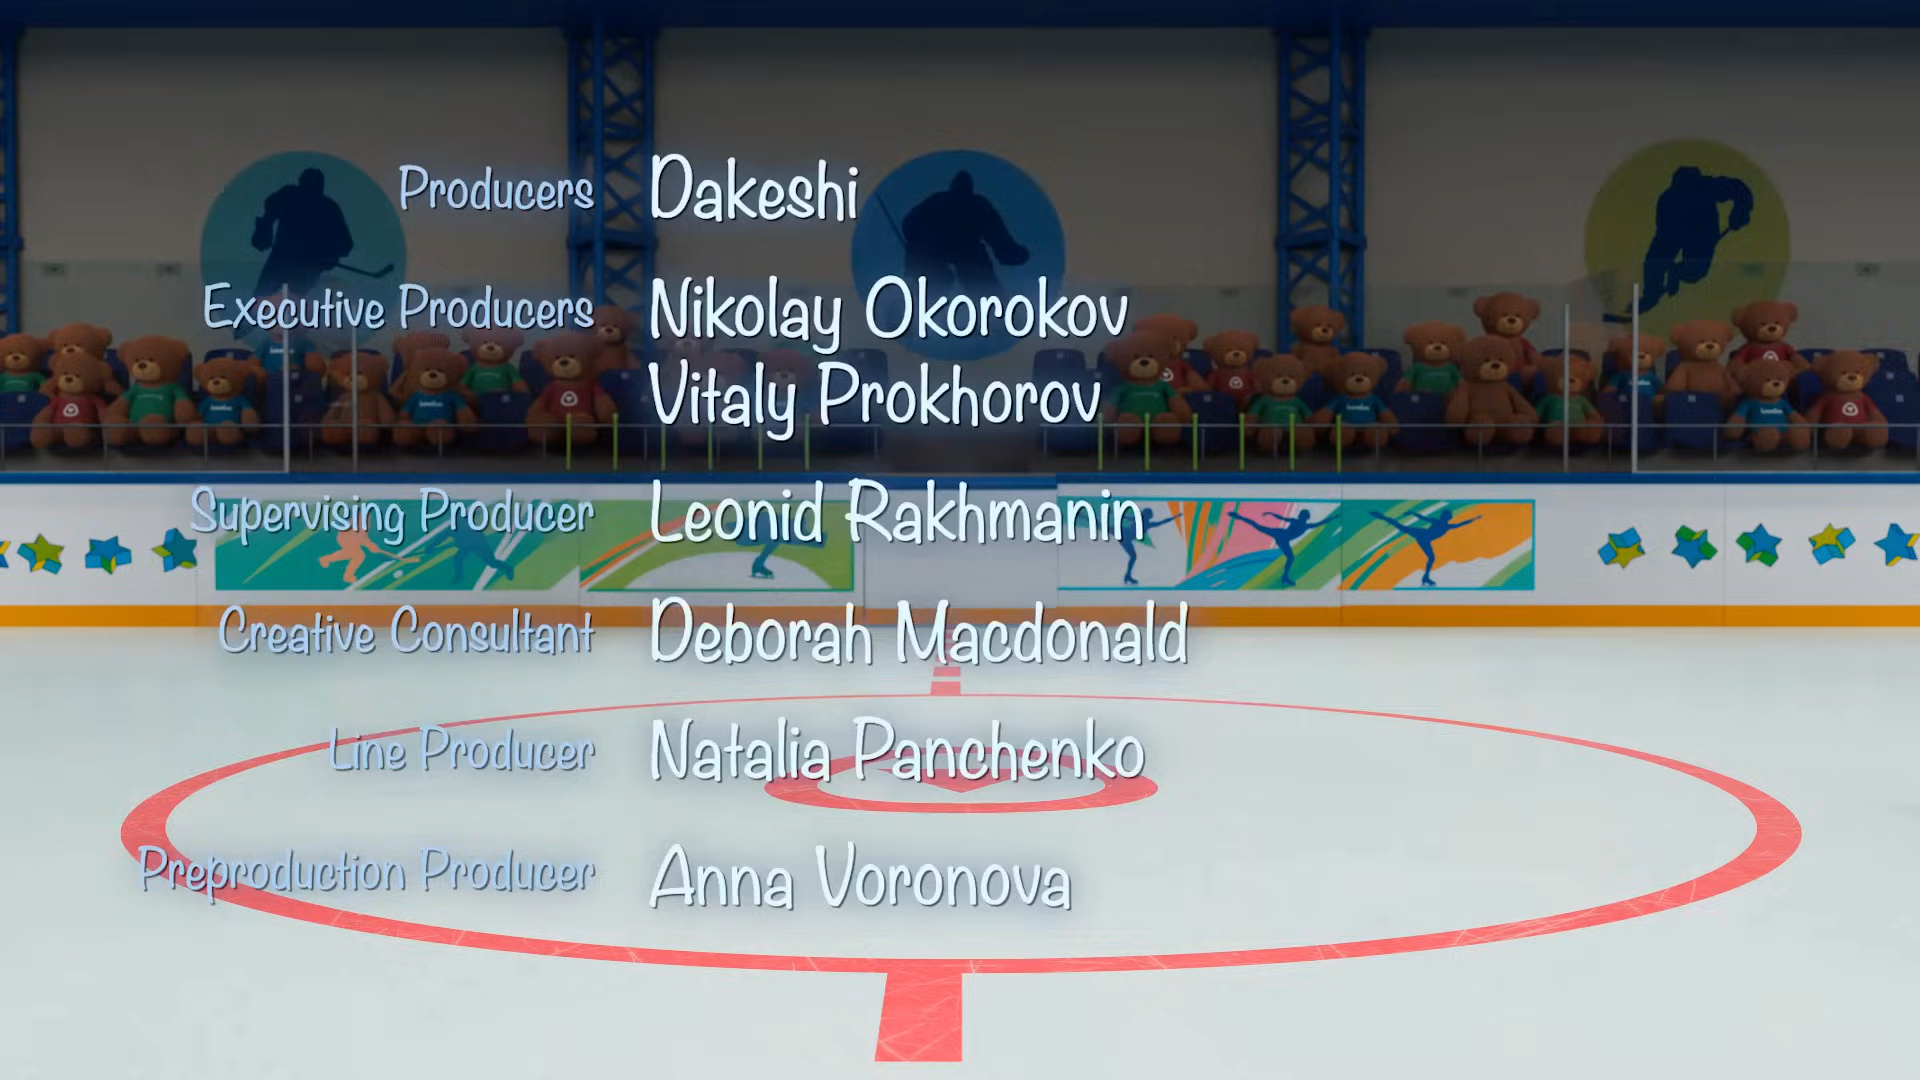 Producers Dakeshi
Executive Producers Nikolay Okorokov
Vitaly Prokhorov
Supervising Producer Leonid Rakhmanin
Creative Consultant Deborah Macdonald
Line Producer Natalia Panchenko
Preproduction Producer Anna Voronova